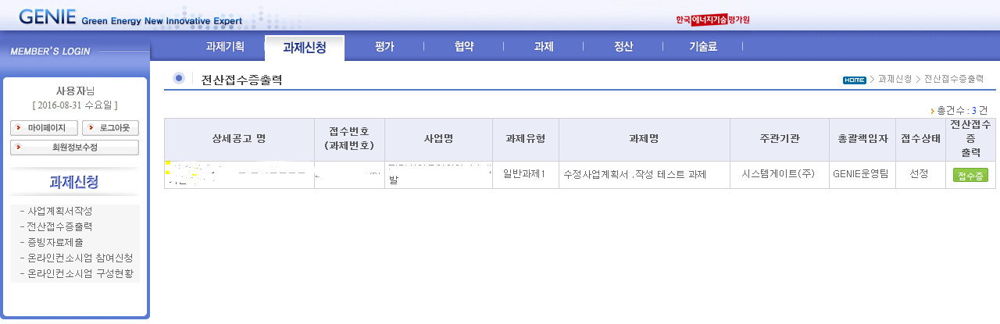 GENIE Green Energy New Innovative Expert
한국에너지기술평가원
MEMBER'S LOGIN
과제기획 과제신청 평가 협약 과제 정산 기술료
사용자님
[ 2016-08-31 수요일 ]
마이페이지 로그아웃
회원정보수정
과제신청
- 사업계획서작성
- 전산접수증출력
- 증빙자료제출
- 온라인컨소시엄 참여신청
- 온라인컨소시엄 구성현황
전산접수증출력
HOME > 과제신청 > 전산접수증출력
총건수 : 3 건
상세공고 명 접수번호 (과제번호) 사업명 과제유형 과제명 주관기관 총괄책임자 접수상태 전산접수증 출력
발 일반과제1 수정사업계획서 .작성 테스트 과제 시스템게이트(주) GENIE운영팀 선정 접수증